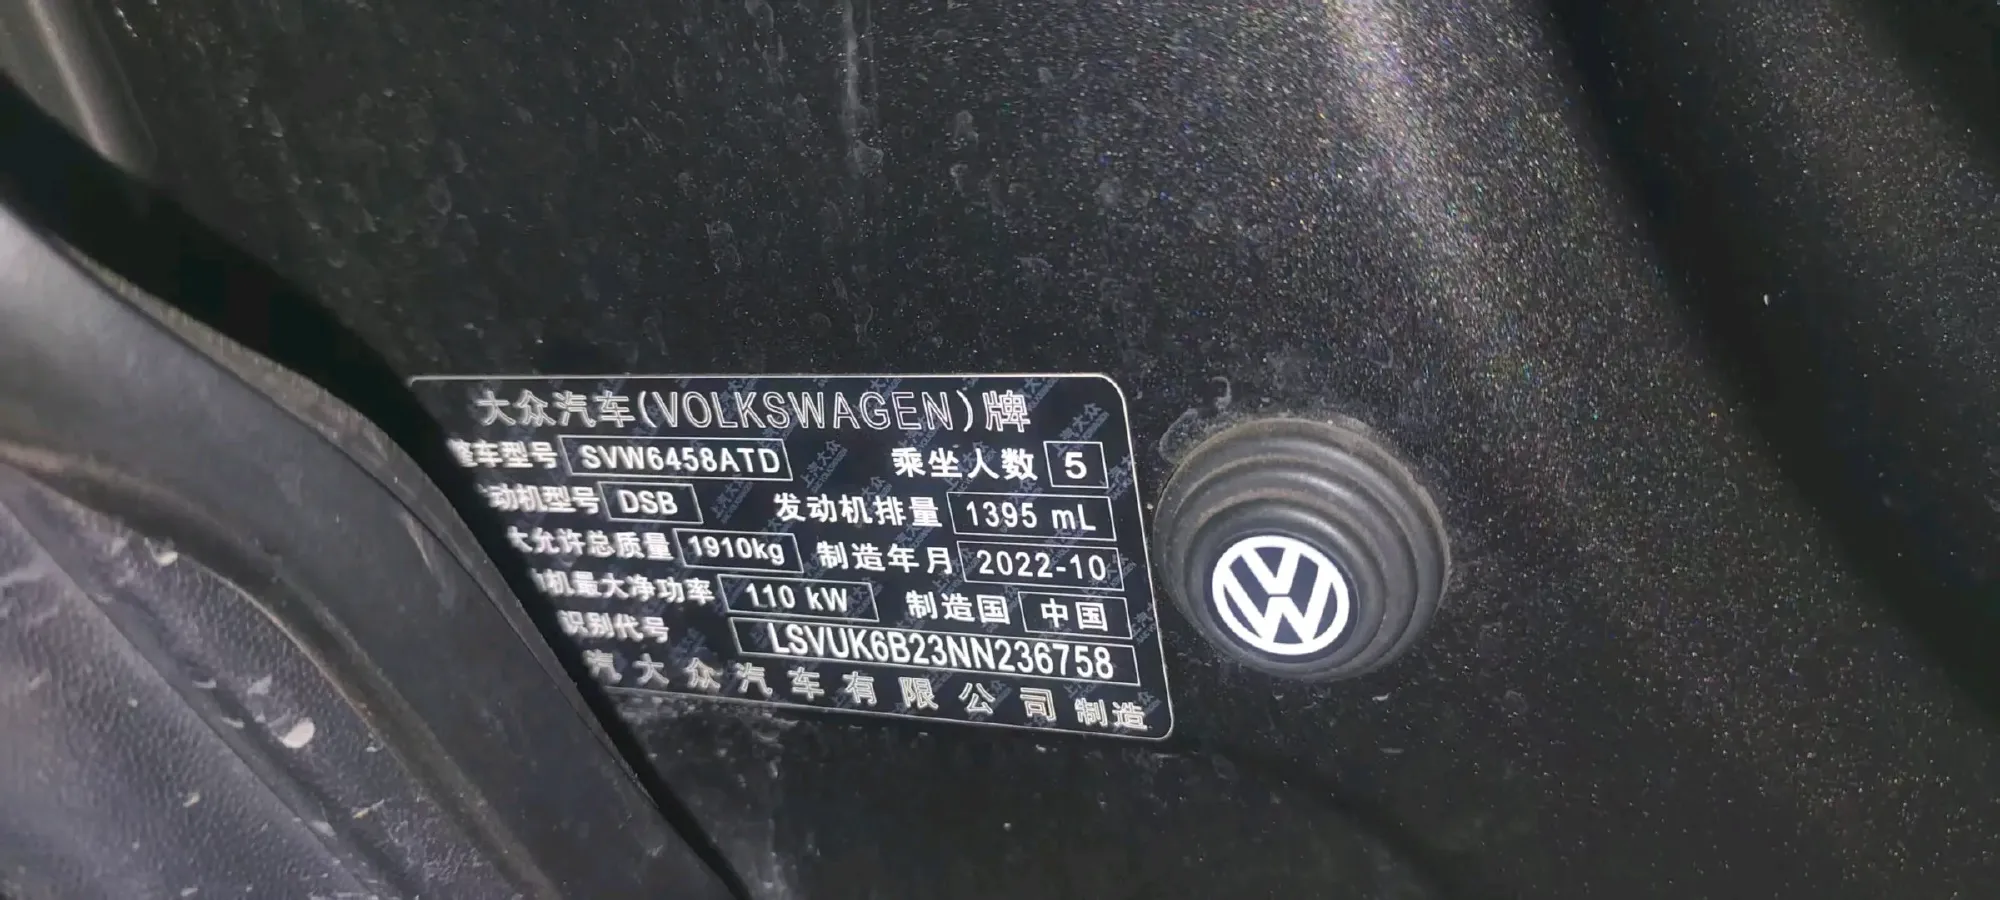 大众汽车(VOLKSWAGEN)牌
整车型号 SVW6458ATD 乘坐人数 5
动机型号 DSB 发动机排量 1395 mL
大允许总质量 1910kg 制造年月 2022-10
机最大净功率 110 kW 制造国 中国
识别代号 LSVUK6B23NN236758
汽大众汽车有限公司制造